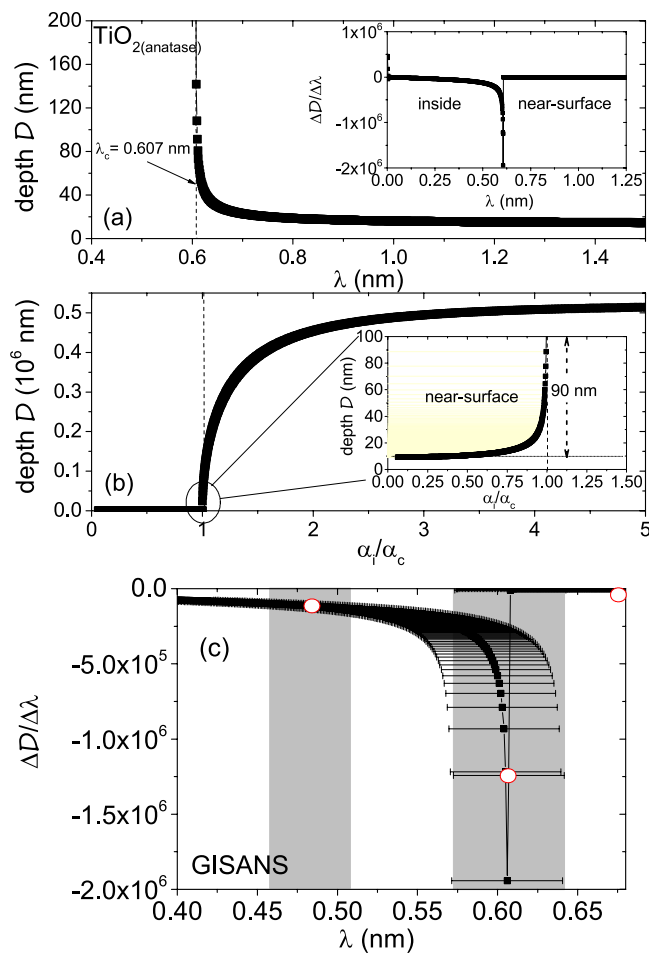 200
160
120
80
40
0
depth D (nm)
TiO2(anatase)
λc= 0.607 nm
(a)
0.4 0.6 0.8 1.0 1.2 1.4
λ (nm)
1x10^6
0
-1x10^6
-2x10^6
ΔD/Δλ
inside near-surface
0.00 0.25 0.50 0.75 1.00 1.25
λ (nm)
0.5
0.4
0.3
0.2
0.1
0.0
depth D (10^6 nm)
(b)
0 1 2 3 4 5
αi/αc
100
80
60
40
20
0
depth D (nm)
near-surface
90 nm
0.00 0.25 0.50 0.75 1.00 1.25 1.50
αi/αc
0.0
-5.0x10^5
-1.0x10^6
-1.5x10^6
-2.0x10^6
ΔD/Δλ
(c)
GISANS
0.40 0.45 0.50 0.55 0.60 0.65
λ (nm)